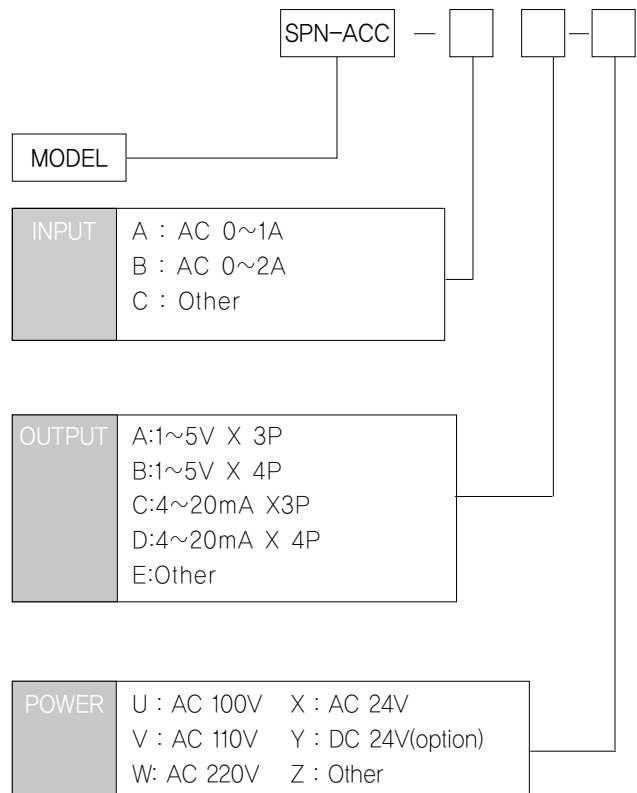 SPN-ACC — □ □-□
MODEL
INPUT
A : AC 0~1A
B : AC 0~2A
C : Other
OUTPUT
A:1~5V X 3P
B:1~5V X 4P
C:4~20mA X3P
D:4~20mA X 4P
E:Other
POWER
U : AC 100V X : AC 24V
V : AC 110V Y : DC 24V(option)
W: AC 220V Z : Other